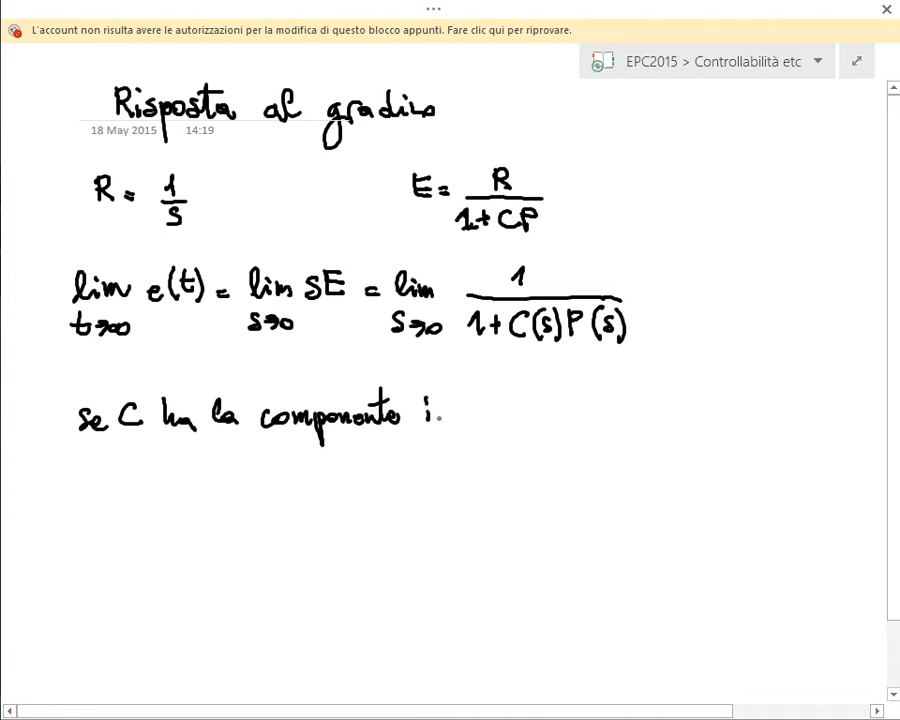 L'account non risulta avere le autorizzazioni per la modifica di questo blocco appunti. Fare clic qui per riprovare.
EPC2015 > Controllabilità etc
Risposta al gradino
18 May 2015 14:19
R = 1/s E = R/(1+CP)
lim t→∞ e(t) = lim s→0 sE = lim s→0 1/(1+C(s)P(s))
se C ha la componente i